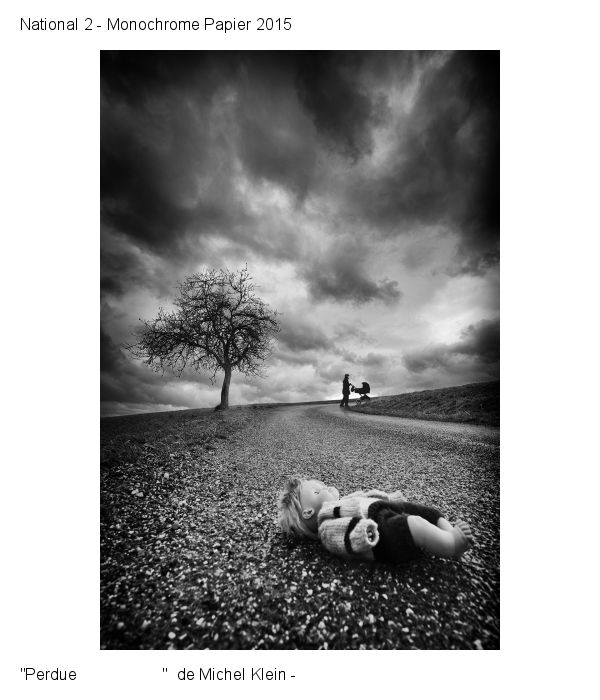 National 2 - Monochrome Papier 2015
"Perdue " de Michel Klein -